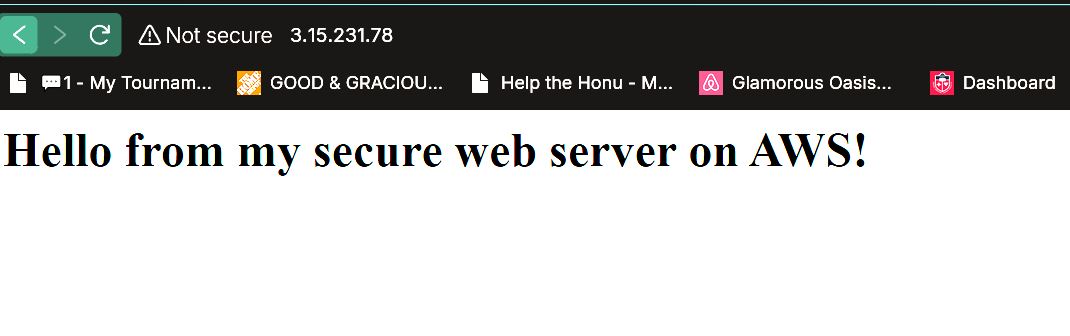 Not secure 3.15.231.78
1 - My Tournam... GOOD & GRACIOU... Help the Honu - M... Glamorous Oasis... Dashboard
Hello from my secure web server on AWS!